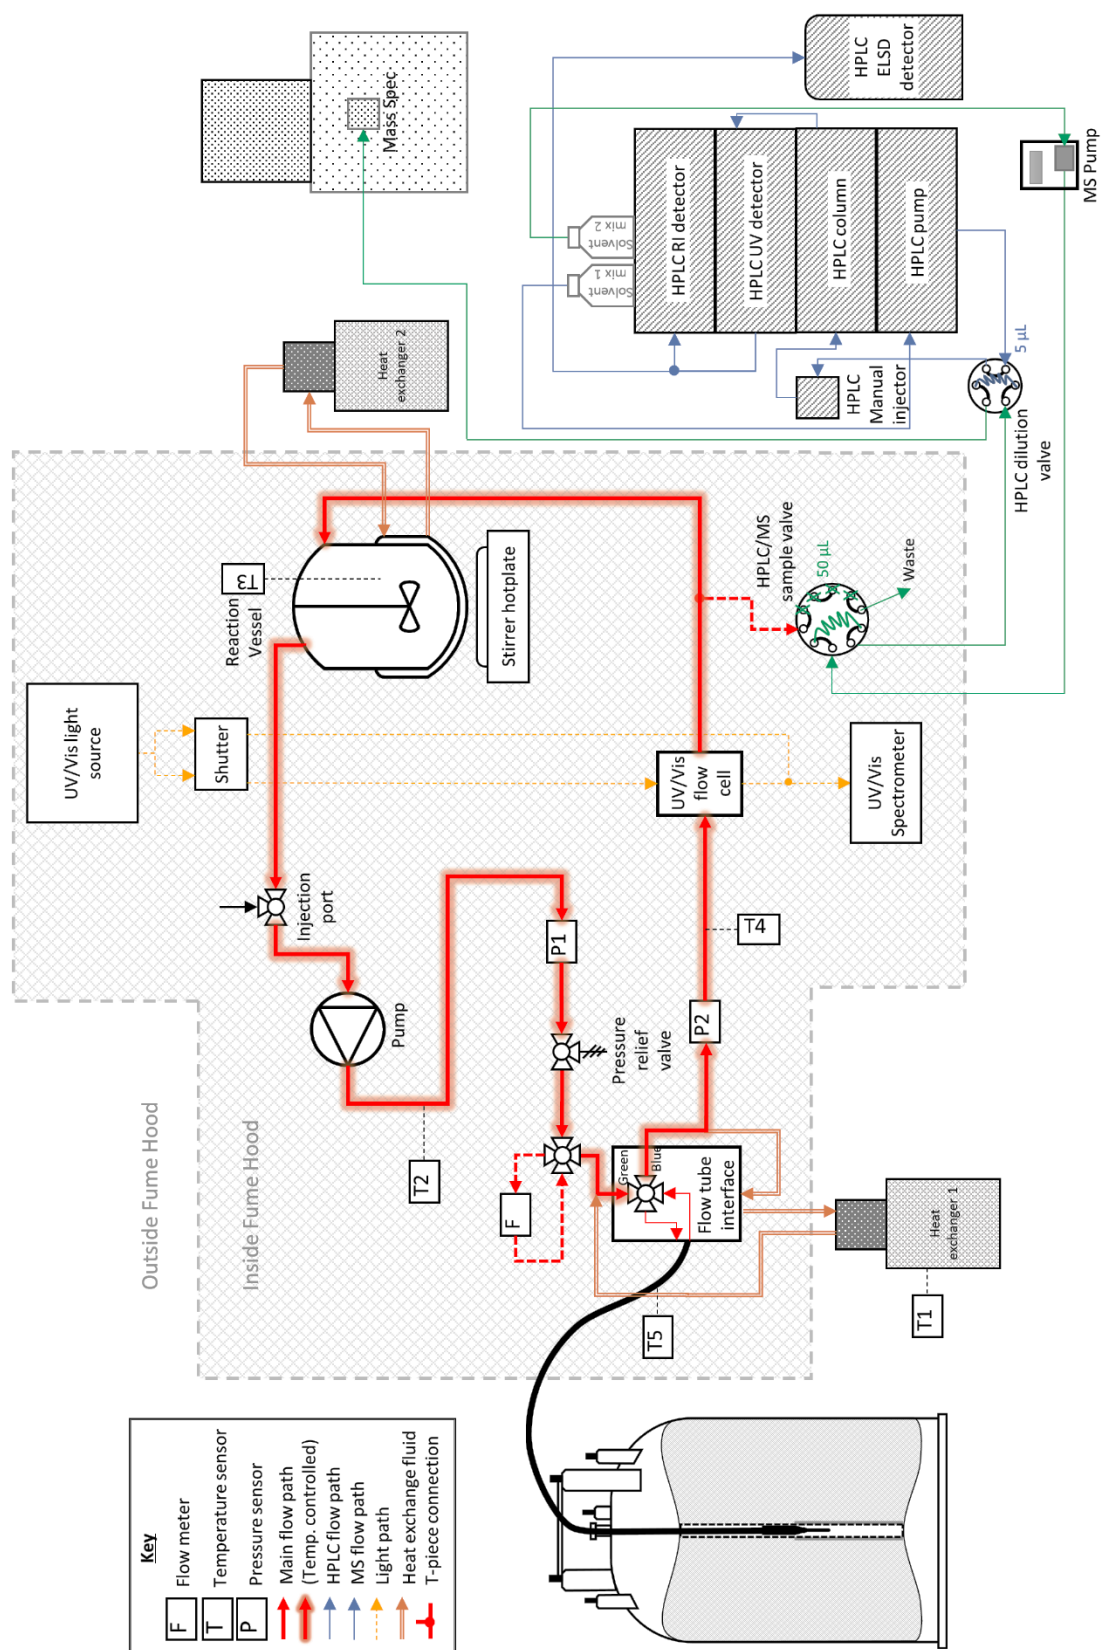 Outside Fume Hood
Inside Fume Hood
Key
F
Flow meter
T
Temperature sensor
P
Pressure sensor
Main flow path
(Temp. controlled)
HPLC flow path
MS flow path
Light path
Heat exchange fluid
T-piece connection
UV/Vis light
source
Shutter
Injection
port
Pump
T2
P1
Pressure
relief
valve
F
Green
Blue
Flow tube
interface
T5
T1
Heat
exchanger 1
P2
T4
UV/Vis
flow
cell
UV/Vis
Spectrometer
Reaction
Vessel
T3
Stirrer hotplate
Heat
exchanger 2
HPLC/MS
sample valve
50 µL
Waste
HPLC dilution
valve
5 µL
Mass Spec
Solvent
mix 1
Solvent
mix 2
HPLC RI detector
HPLC UV detector
HPLC column
HPLC pump
HPLC
Manual
injector
HPLC
ELSD
detector
MS Pump